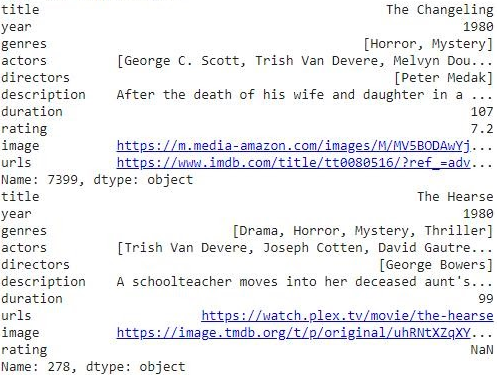 title The Changeling
year 1980
genres [Horror, Mystery]
actors [George C. Scott, Trish Van Devere, Melvyn Dou...
directors [Peter Medak]
description After the death of his wife and daughter in a ...
duration 107
rating 7.2
image https://m.media-amazon.com/images/M/MV5BODAwYj...
urls https://www.imdb.com/title/tt0080516/?ref_=adv...
Name: 7399, dtype: object
title The Hearse
year 1980
genres [Drama, Horror, Mystery, Thriller]
actors [Trish Van Devere, Joseph Cotten, David Gautre...
directors [George Bowers]
description A schoolteacher moves into her deceased aunt's...
duration 99
urls https://watch.plex.tv/movie/the-hearse
image https://image.tmdb.org/t/p/original/uhRNtXZqXY...
rating NaN
Name: 278, dtype: object